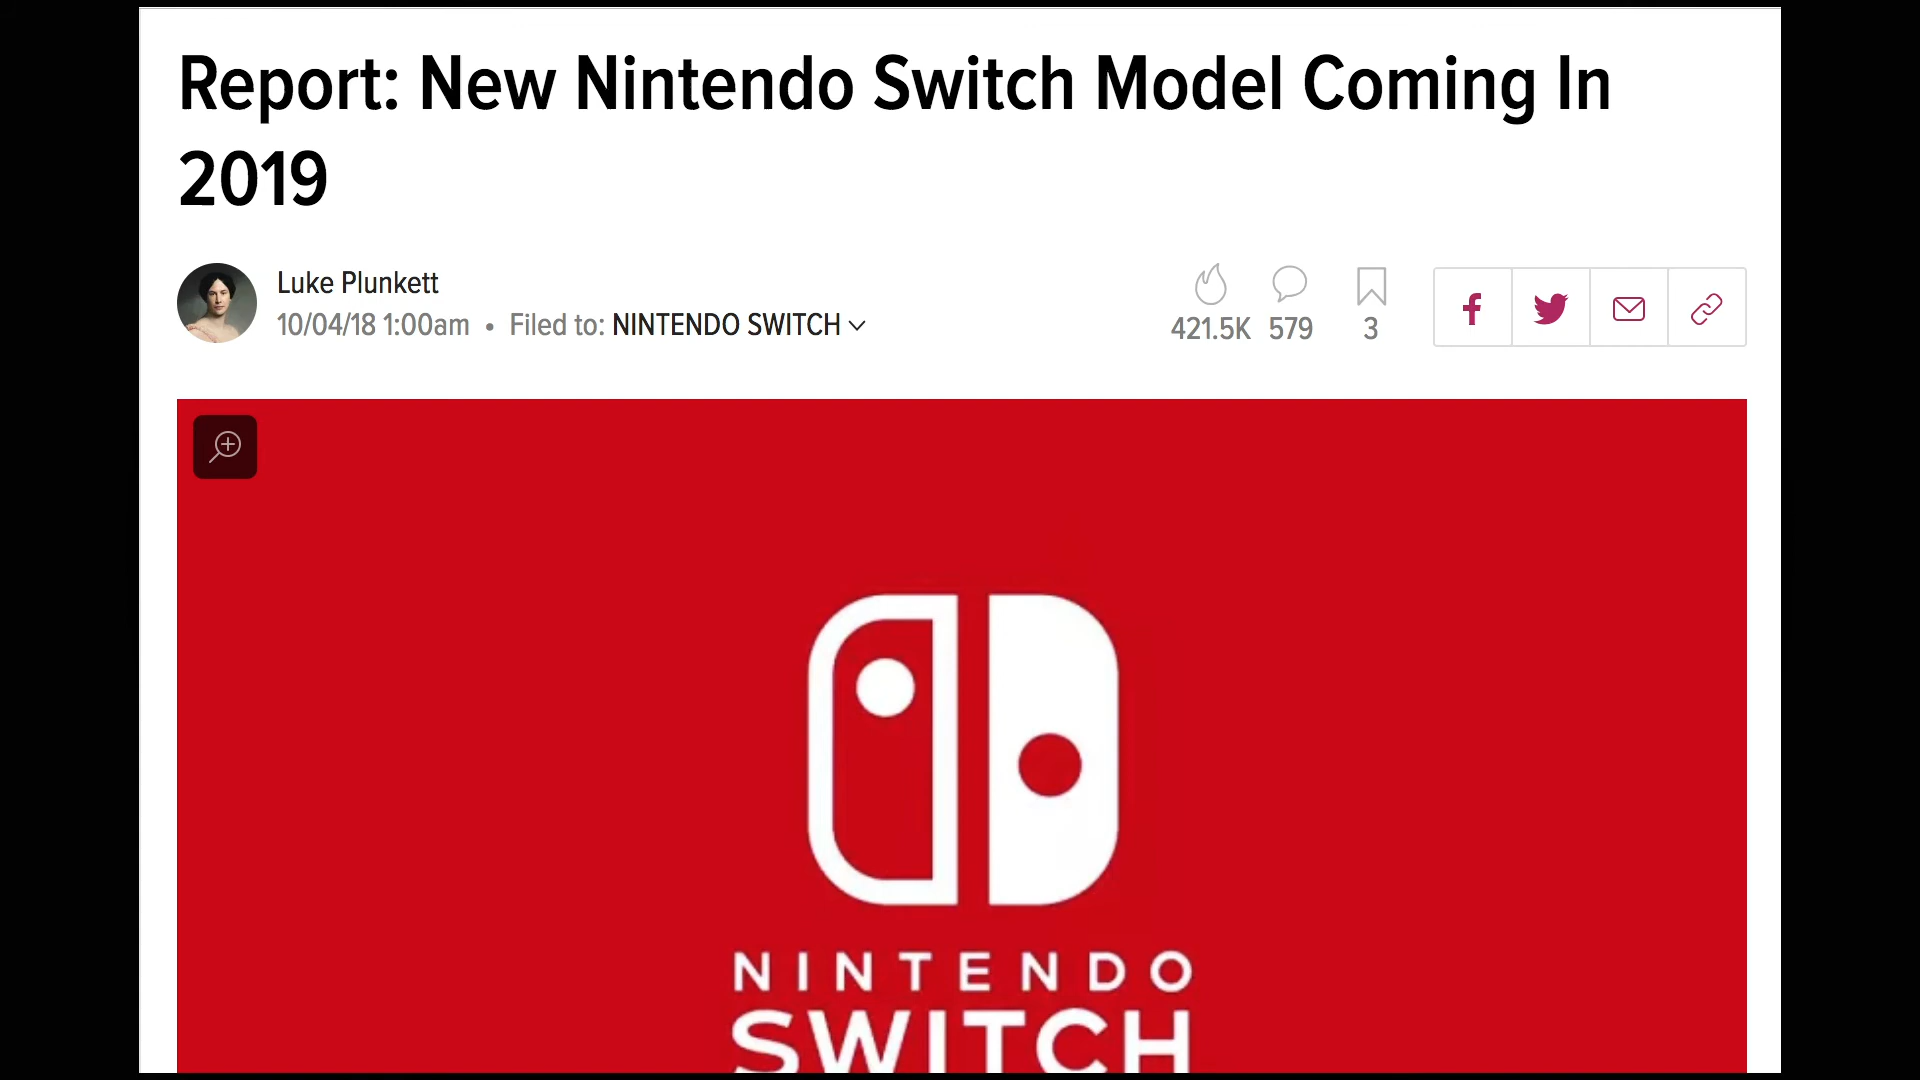 Report: New Nintendo Switch Model Coming In
2019
Luke Plunkett
10/04/18 1:00am • Filed to: NINTENDO SWITCH
421.5K 579 3
NINTENDO
SWITCH